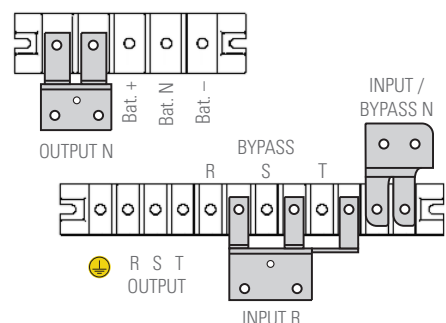 Bat. +
Bat. N
Bat. –
OUTPUT N
INPUT /
BYPASS N
BYPASS
R S T
R S T
OUTPUT
INPUT R